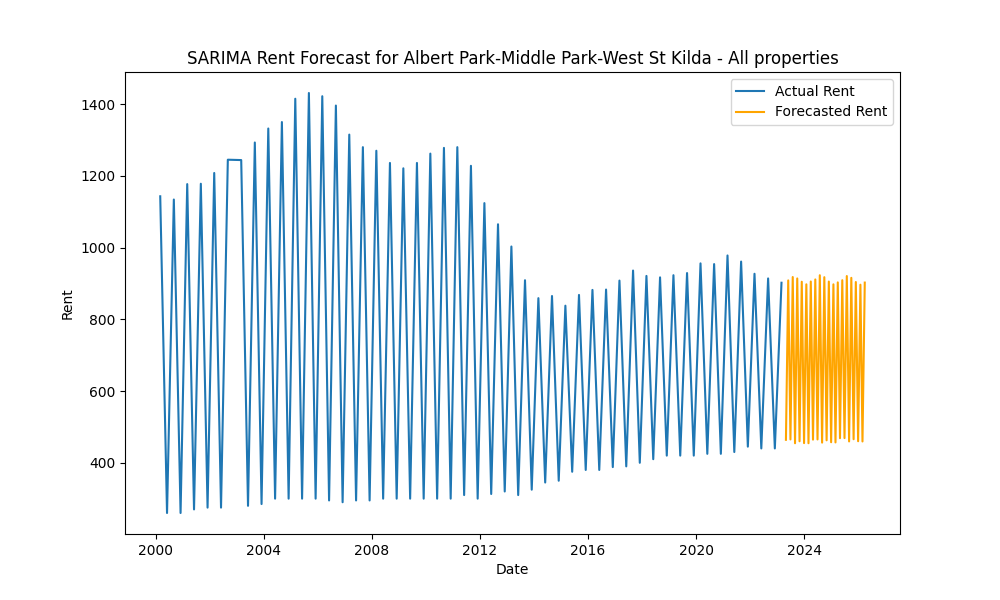 SARIMA Rent Forecast for Albert Park-Middle Park-West St Kilda - All properties
Actual Rent
Forecasted Rent
1400
1200
1000
800
600
400
Rent
2000 2004 2008 2012 2016 2020 2024
Date